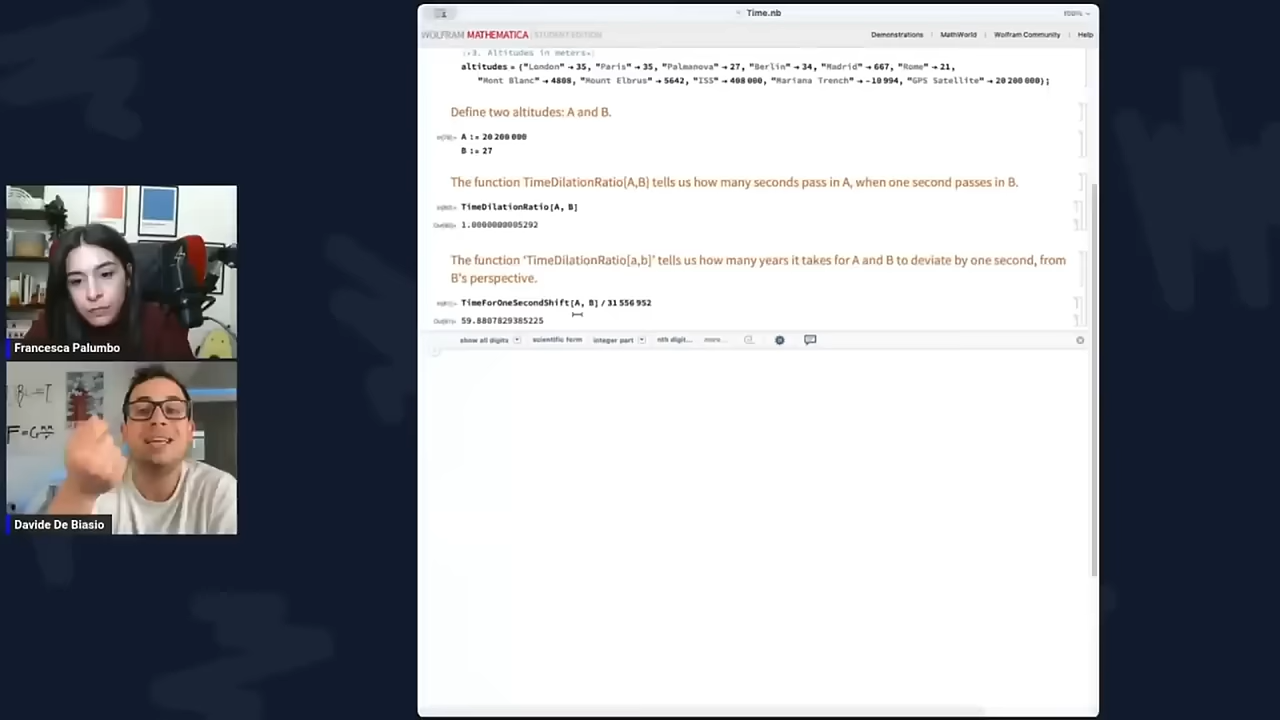 Time.nb
WOLFRAM MATHEMATICA | STUDENT EDITION
Demonstrations | MathWorld | Wolfram Community | Help
(*3. Altitudes in meters*)
altitudes = {"London" → 35, "Paris" → 35, "Palmanova" → 27, "Berlin" → 34, "Madrid" → 667, "Rome" → 21,
"Mont Blanc" → 4808, "Mount Elbrus" → 5642, "ISS" → 408 000, "Mariana Trench" → -10 994, "GPS Satellite" → 20 200 000};
Define two altitudes: A and B.
A := 20 200 000
B := 27
The function TimeDilationRatio[A,B] tells us how many seconds pass in A, when one second passes in B.
TimeDilationRatio[A, B]
1.0000000005292
The function 'TimeDilationRatio[a,b]' tells us how many years it takes for A and B to deviate by one second, from
B's perspective.
TimeForOneSecondShift[A, B] / 31 556 952
59.8807829385225
show all digits scientific form integer part nth digit... more...
Francesca Palumbo
Davide De Biasio